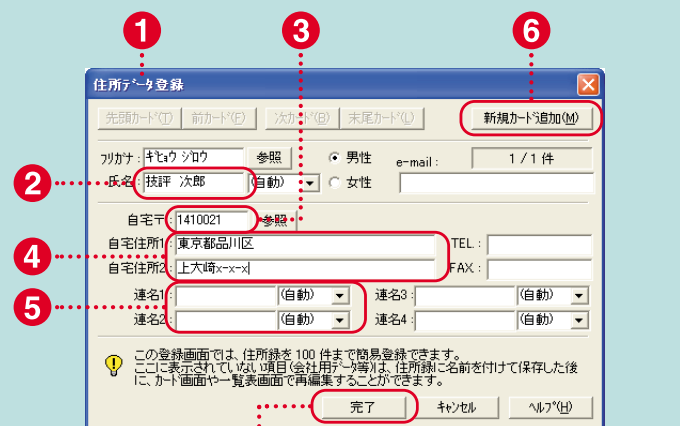 1 3 6
住所ﾃﾞｰﾀ登録
先頭ｶｰﾄﾞ(T) 前ｶｰﾄﾞ(F) 次ｶｰﾄﾞ(B) 末尾ｶｰﾄﾞ(L) 新規ｶｰﾄﾞ追加(M)
ﾌﾘｶﾞﾅ: ｷﾞﾋｮｳ ｼﾞﾛｳ 参照 男性 e-mail: 1 / 1 件
2 氏名: 技評 次郎 (自動) 女性
自宅〒: 1410021 参照
4 自宅住所1: 東京都品川区 TEL:
自宅住所2: 上大崎x-x-x FAX:
5 連名1: (自動) 連名3: (自動)
連名2: (自動) 連名4: (自動)
この登録画面では、住所録を 100 件まで簡易登録できます。
ここに表示されていない項目(会社用ﾃﾞｰﾀ等)は、住所録に名前を付けて保存した後
に、ｶｰﾄﾞ画面や一覧表画面で再編集することができます。
完了 ｷｬﾝｾﾙ ﾍﾙﾌﾟ(H)